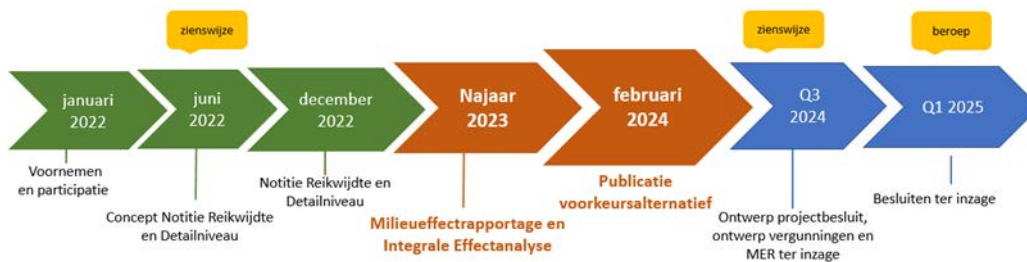 zienswijze
zienswijze
beroep
januari
2022
juni
2022
december
2022
Najaar
2023
februari
2024
Q3
2024
Q1 2025
Voornemen
en participatie
Concept Notitie Reikwijdte
en Detailniveau
Notitie Reikwijdte en
Detailniveau
Milieueffectrapportage en
Integrale Effectanalyse
Publicatie
voorkeursalternatief
Ontwerp projectbesluit,
ontwerp vergunningen en
MER ter inzage
Besluiten ter inzage